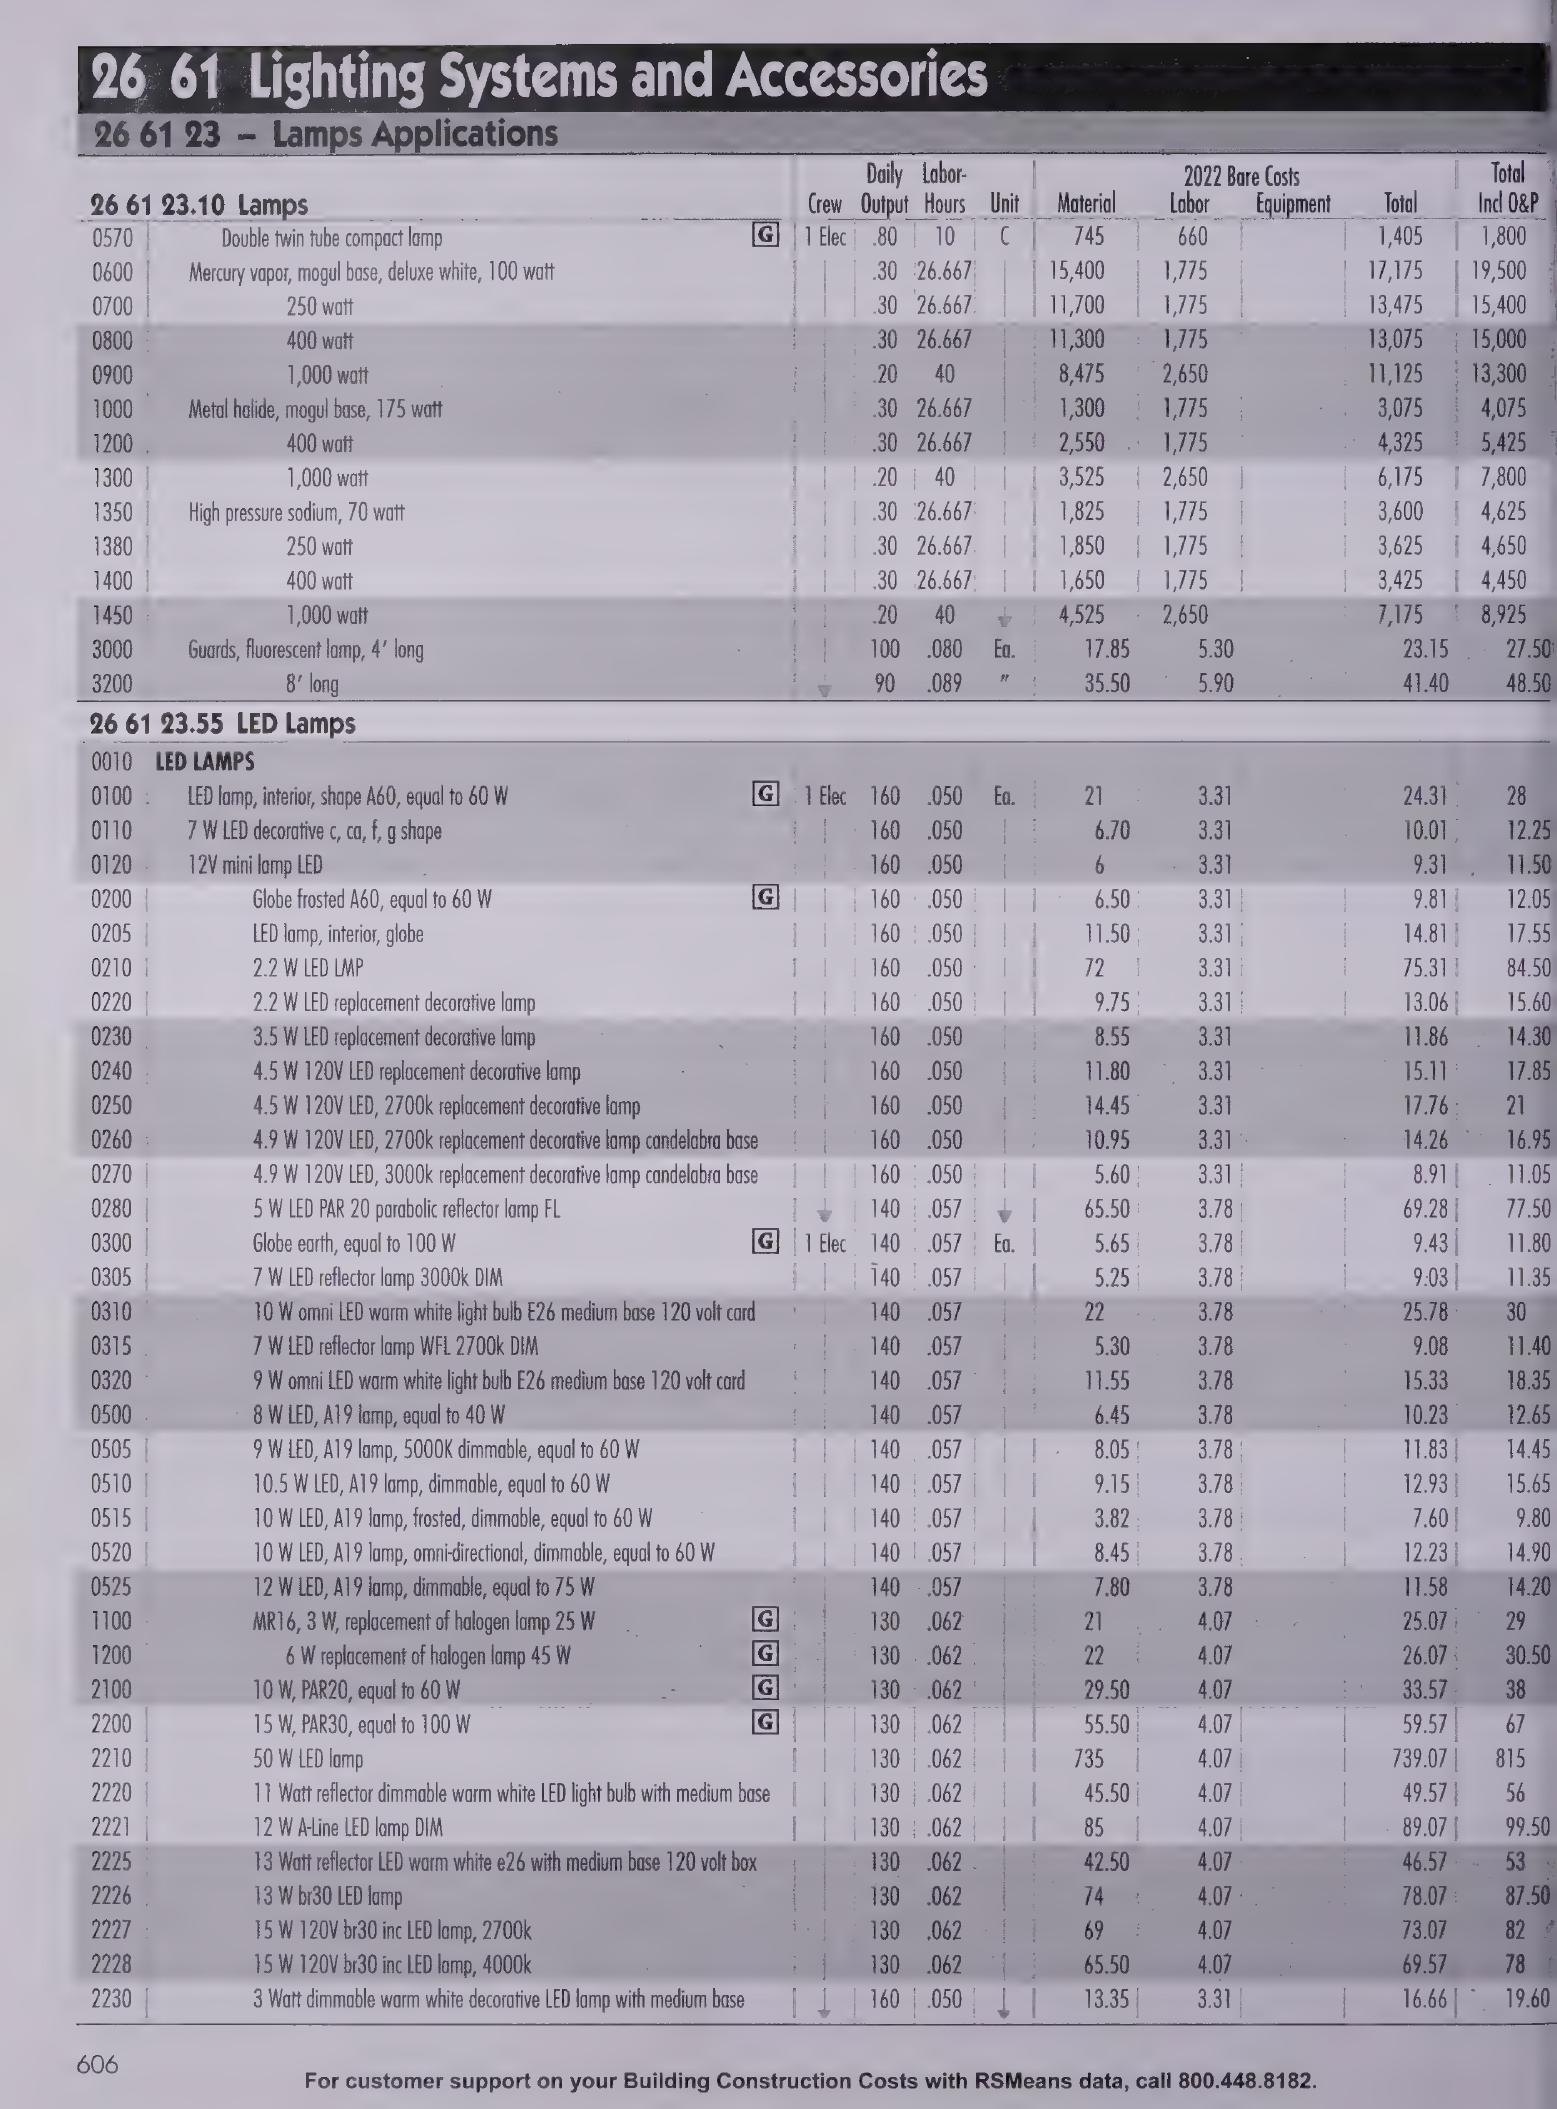 26 61 Lighting Systems and Accessories
26 61 23 – Lamps Applications
26 61 23.10 Lamps Crew Daily Output Labor-Hours Unit Material Labor Equipment Total Total Incl O&P
2022 Bare Costs
0570 Double twin tube compact lamp G 1 Elec .80 10 C 745 660 1,405 1,800
0600 Mercury vapor, mogul base, deluxe white, 100 watt .30 26.667 15,400 1,775 17,175 19,500
0700 250 watt .30 26.667 11,700 1,775 13,475 15,400
0800 400 watt .30 26.667 11,300 1,775 13,075 15,000
0900 1,000 watt .20 40 8,475 2,650 11,125 13,300
1000 Metal halide, mogul base, 175 watt .30 26.667 1,300 1,775 3,075 4,075
1200 400 watt .30 26.667 2,550 1,775 4,325 5,425
1300 1,000 watt .20 40 3,525 2,650 6,175 7,800
1350 High pressure sodium, 70 watt .30 26.667 1,825 1,775 3,600 4,625
1380 250 watt .30 26.667 1,850 1,775 3,625 4,650
1400 400 watt .30 26.667 1,650 1,775 3,425 4,450
1450 1,000 watt .20 40 4,525 2,650 7,175 8,925
3000 Guards, fluorescent lamp, 4' long 100 .080 Ea. 17.85 5.30 23.15 27.50
3200 8' long 90 .089 " 35.50 5.90 41.40 48.50
26 61 23.55 LED Lamps
0010 LED LAMPS
0100 LED lamp, interior, shape A60, equal to 60 W G 1 Elec 160 .050 Ea. 21 3.31 24.31 28
0110 7 W LED decorative c, ca, f, g shape 160 .050 6.70 3.31 10.01 12.25
0120 12V mini lamp LED 160 .050 6 3.31 9.31 11.50
0200 Globe frosted A60, equal to 60 W G 160 .050 6.50 3.31 9.81 12.05
0205 LED lamp, interior, globe 160 .050 11.50 3.31 14.81 17.55
0210 2.2 W LED LMP 160 .050 72 3.31 75.31 84.50
0220 2.2 W LED replacement decorative lamp 160 .050 9.75 3.31 13.06 15.60
0230 3.5 W LED replacement decorative lamp 160 .050 8.55 3.31 11.86 14.30
0240 4.5 W 120V LED replacement decorative lamp 160 .050 11.80 3.31 15.11 17.85
0250 4.5 W 120V LED, 2700k replacement decorative lamp 160 .050 14.45 3.31 17.76 21
0260 4.9 W 120V LED, 2700k replacement decorative lamp candelabra base 160 .050 10.95 3.31 14.26 16.95
0270 4.9 W 120V LED, 3000k replacement decorative lamp candelabra base 160 .050 5.60 3.31 8.91 11.05
0280 5 W LED PAR 20 parabolic reflector lamp FL 140 .057 65.50 3.78 69.28 77.50
0300 Globe earth, equal to 100 W G 1 Elec 140 .057 Ea. 5.65 3.78 9.43 11.80
0305 7 W LED reflector lamp 3000k DIM 140 .057 5.25 3.78 9.03 11.35
0310 10 W omni LED warm white light bulb E26 medium base 120 volt card 140 .057 22 3.78 25.78 30
0315 7 W LED reflector lamp WFL 2700k DIM 140 .057 5.30 3.78 9.08 11.40
0320 9 W omni LED warm white light bulb E26 medium base 120 volt card 140 .057 11.55 3.78 15.33 18.35
0500 8 W LED, A19 lamp, equal to 40 W 140 .057 6.45 3.78 10.23 12.65
0505 9 W LED, A19 lamp, 5000K dimmable, equal to 60 W 140 .057 8.05 3.78 11.83 14.45
0510 10.5 W LED, A19 lamp, dimmable, equal to 60 W 140 .057 9.15 3.78 12.93 15.65
0515 10 W LED, A19 lamp, frosted, dimmable, equal to 60 W 140 .057 3.82 3.78 7.60 9.80
0520 10 W LED, A19 lamp, omni-directional, dimmable, equal to 60 W 140 .057 8.45 3.78 12.23 14.90
0525 12 W LED, A19 lamp, dimmable, equal to 75 W 140 .057 7.80 3.78 11.58 14.20
1100 MR16, 3 W, replacement of halogen lamp 25 W G 130 .062 21 4.07 25.07 29
1200 6 W replacement of halogen lamp 45 W G 130 .062 22 4.07 26.07 30.50
2100 10 W, PAR20, equal to 60 W G 130 .062 29.50 4.07 33.57 38
2200 15 W, PAR30, equal to 100 W G 130 .062 55.50 4.07 59.57 67
2210 50 W LED lamp 130 .062 735 4.07 739.07 815
2220 11 Watt reflector dimmable warm white LED light bulb with medium base 130 .062 45.50 4.07 49.57 56
2221 12 W A-Line LED lamp DIM 130 .062 85 4.07 89.07 99.50
2225 13 Watt reflector LED warm white e26 with medium base 120 volt box 130 .062 42.50 4.07 46.57 53
2226 13 W br30 LED lamp 130 .062 74 4.07 78.07 87.50
2227 15 W 120V br30 inc LED lamp, 2700k 130 .062 69 4.07 73.07 82
2228 15 W 120V br30 inc LED lamp, 4000k 130 .062 65.50 4.07 69.57 78
2230 3 Watt dimmable warm white decorative LED lamp with medium base 160 .050 13.35 3.31 16.66 19.60
606
For customer support on your Building Construction Costs with RSMeans data, call 800.448.8182.